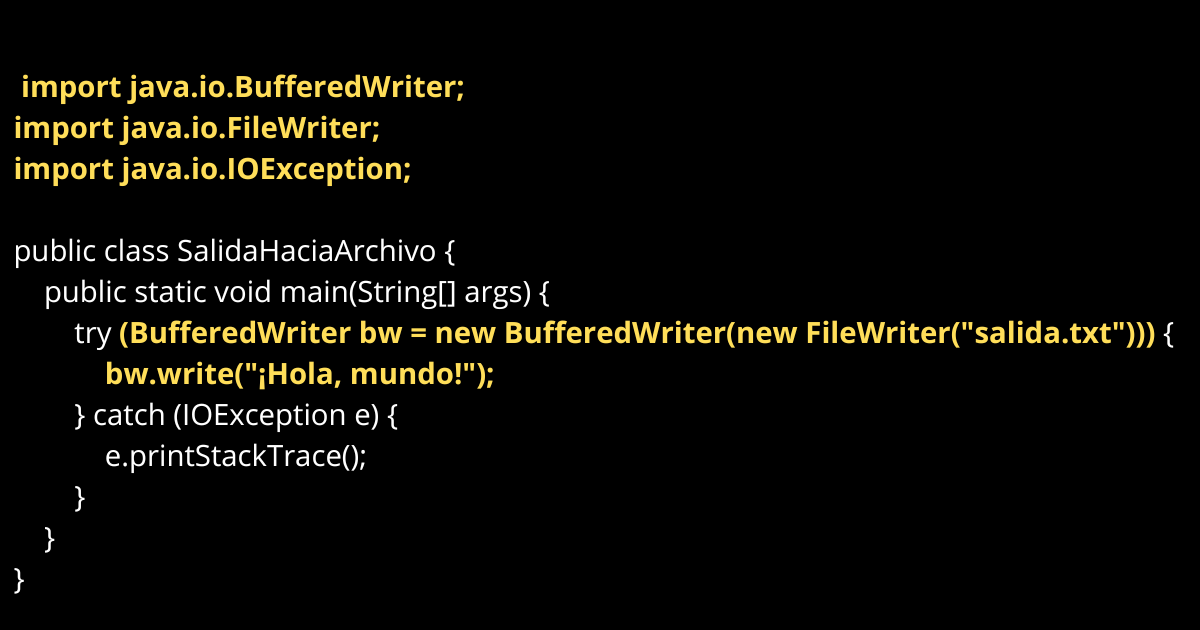 import java.io.BufferedWriter;
import java.io.FileWriter;
import java.io.IOException;
public class SalidaHaciaArchivo {
public static void main(String[] args) {
try (BufferedWriter bw = new BufferedWriter(new FileWriter("salida.txt"))) {
bw.write("¡Hola, mundo!");
} catch (IOException e) {
e.printStackTrace();
}
}
}